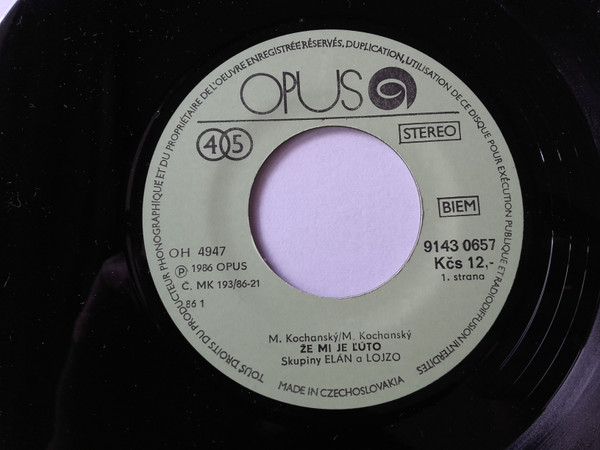 TOUS DROITS DU PRODUCTEUR PHONOGRAPHIQUE ET DU PROPRIÉTAIRE DE L'OEUVRE ENREGISTRÉE RÉSERVÉS, DUPLICATION, UTILISATION DE CE DISQUE POUR EXÉCUTION PUBLIQUE ET RADIODIFFUSION INTERDITES
OPUS
45
STEREO
BIEM
OH 4947
9143 0657
Ⓟ 1986 OPUS
Kčs 12,-
C. MK 193/86-21
1. strana
86 1
M. Kochanský/M. Kochanský
ŽE MI JE ĽÚTO
Skupiny ELÁN a LOJZO
MADE IN CZECHOSLOVAKIA